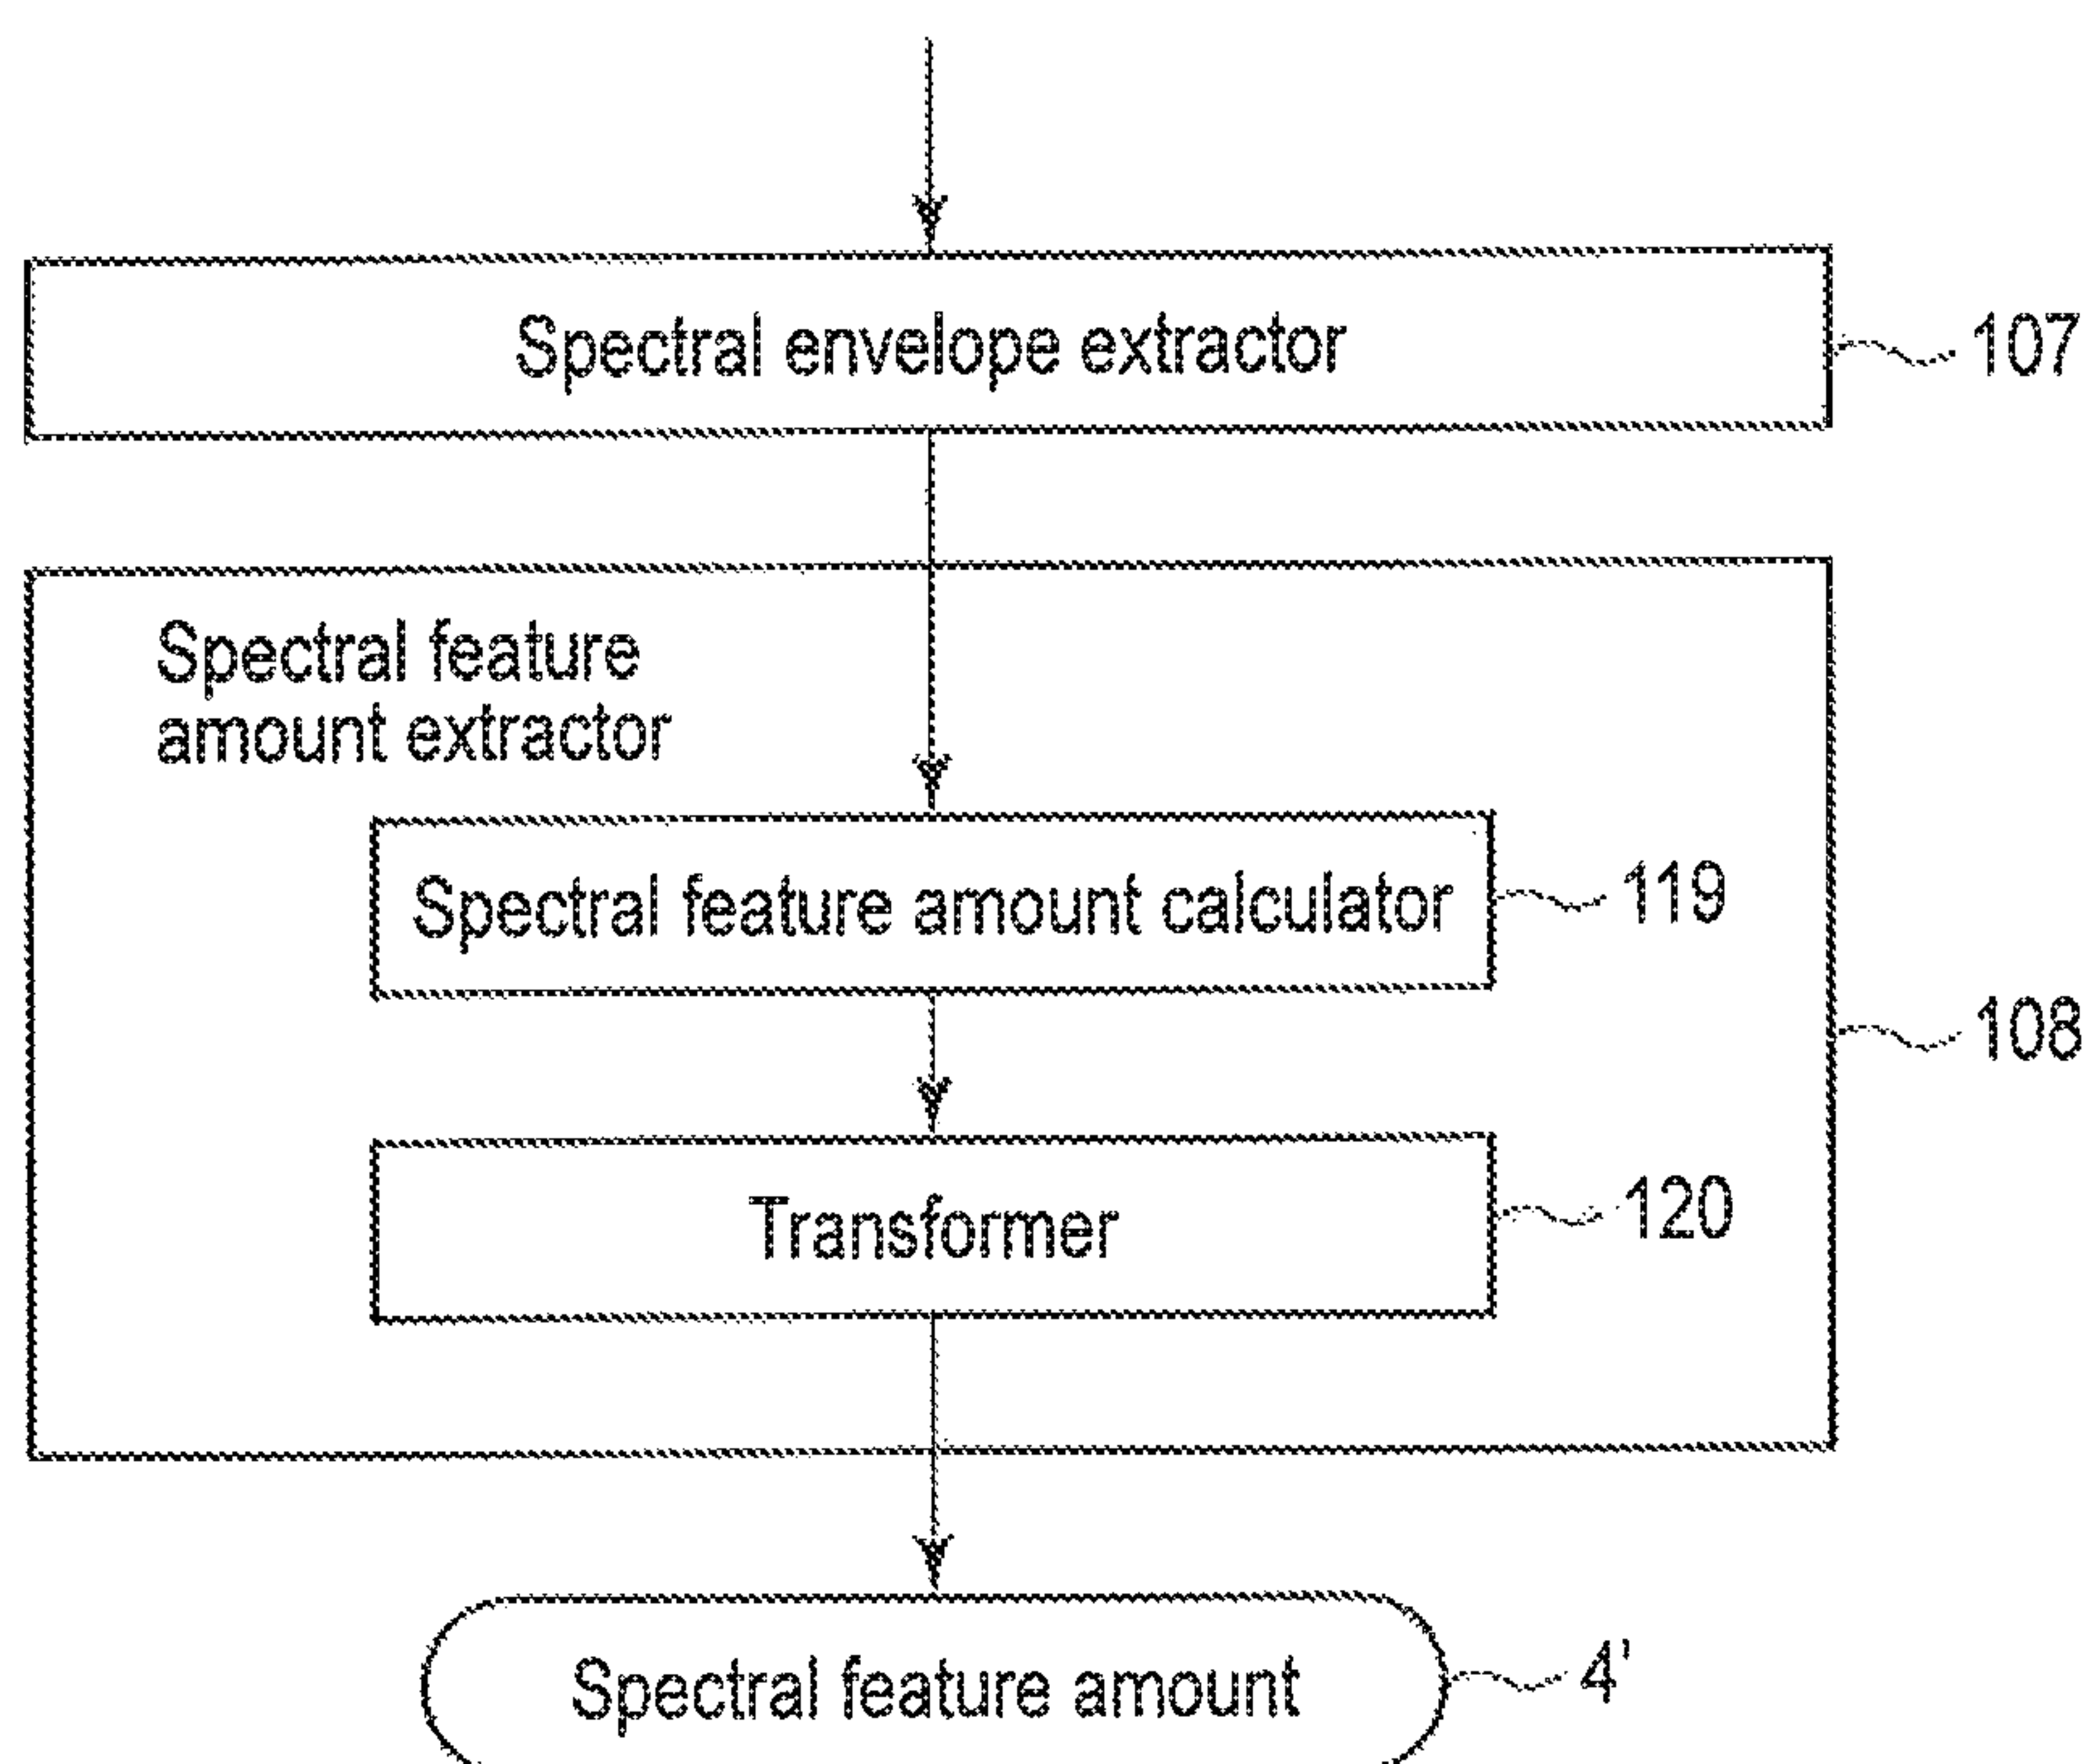 Spectral envelope extractor
107
Spectral feature
amount extractor
Spectral feature amount calculator
119
108
Transformer
120
Spectral feature amount
4'